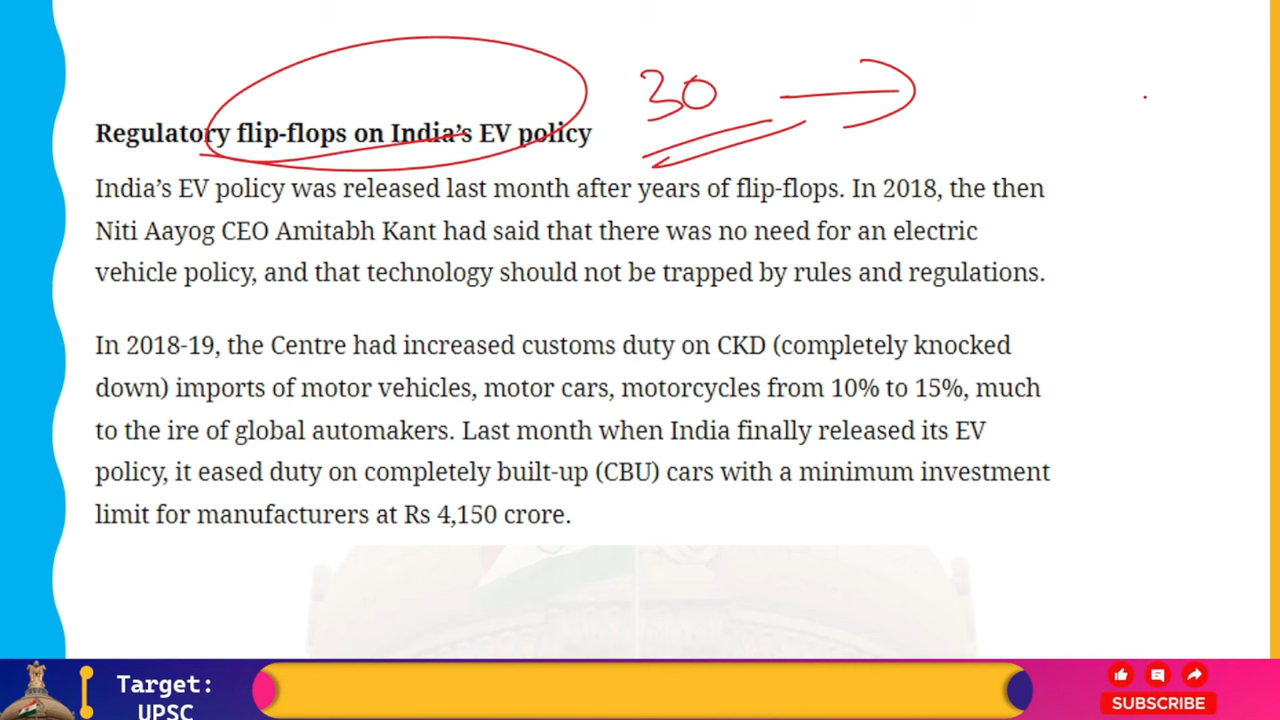 30
Regulatory flip-flops on India's EV policy
India's EV policy was released last month after years of flip-flops. In 2018, the then
Niti Aayog CEO Amitabh Kant had said that there was no need for an electric
vehicle policy, and that technology should not be trapped by rules and regulations.
In 2018-19, the Centre had increased customs duty on CKD (completely knocked
down) imports of motor vehicles, motor cars, motorcycles from 10% to 15%, much
to the ire of global automakers. Last month when India finally released its EV
policy, it eased duty on completely built-up (CBU) cars with a minimum investment
limit for manufacturers at Rs 4,150 crore.
Target:
UPSC
SUBSCRIBE